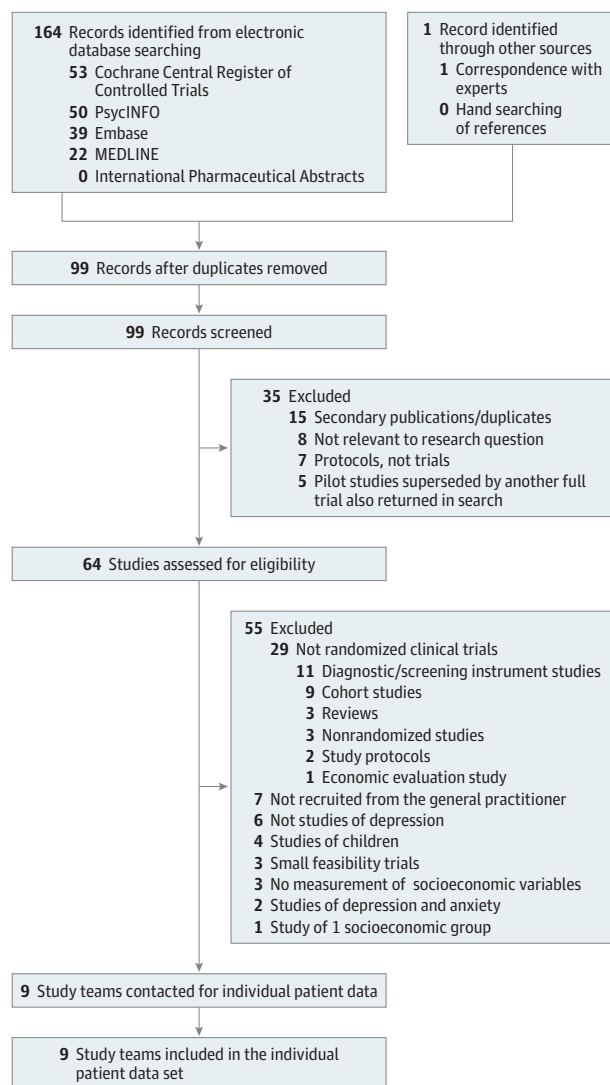 164 Records identified from electronic
database searching
53 Cochrane Central Register of
Controlled Trials
50 PsycINFO
39 Embase
22 MEDLINE
0 International Pharmaceutical Abstracts
1 Record identified
through other sources
1 Correspondence with
experts
0 Hand searching
of references
99 Records after duplicates removed
99 Records screened
35 Excluded
15 Secondary publications/duplicates
8 Not relevant to research question
7 Protocols, not trials
5 Pilot studies superseded by another full
trial also returned in search
64 Studies assessed for eligibility
55 Excluded
29 Not randomized clinical trials
11 Diagnostic/screening instrument studies
9 Cohort studies
3 Reviews
3 Nonrandomized studies
2 Study protocols
1 Economic evaluation study
7 Not recruited from the general practitioner
6 Not studies of depression
4 Studies of children
3 Small feasibility trials
3 No measurement of socioeconomic variables
2 Studies of depression and anxiety
1 Study of 1 socioeconomic group
9 Study teams contacted for individual patient data
9 Study teams included in the individual
patient data set